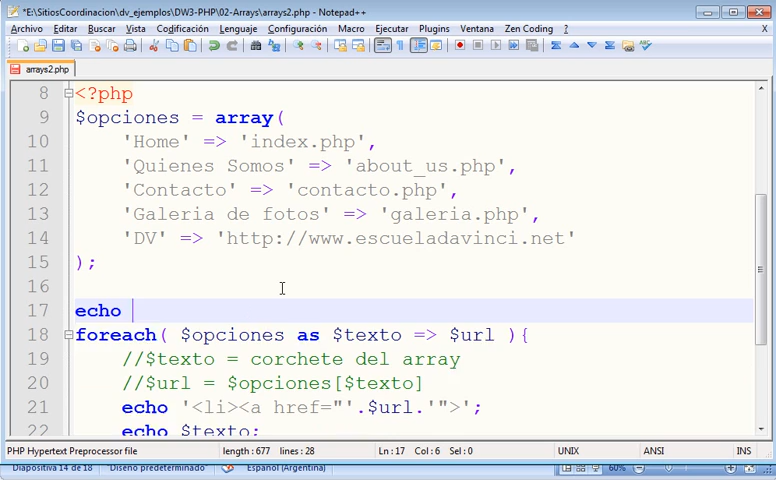 *E:\SitiosCoordinacion\dv_ejemplos\DW3-PHP\02-Arrays\arrays2.php - Notepad++
Archivo Editar Buscar Vista Codificación Lenguaje Configuración Macro Ejecutar Plugins Ventana Zen Coding ?
arrays2.php
8 <?php
9 $opciones = array(
10 'Home' => 'index.php',
11 'Quienes Somos' => 'about_us.php',
12 'Contacto' => 'contacto.php',
13 'Galeria de fotos' => 'galeria.php',
14 'DV' => 'http://www.escueladavinci.net'
15 );
16
17 echo
18 foreach( $opciones as $texto => $url ){
19 //$texto = corchete del array
20 //$url = $opciones[$texto]
21 echo '<li><a href="'.$url.'">';
22 echo $texto;
PHP Hypertext Preprocessor file length:677 lines:28 Ln:17 Col:6 Sel:0 UNIX ANSI INS
Diapositiva 14 de 18 "Diseño predeterminado" Español (Argentina) 60%